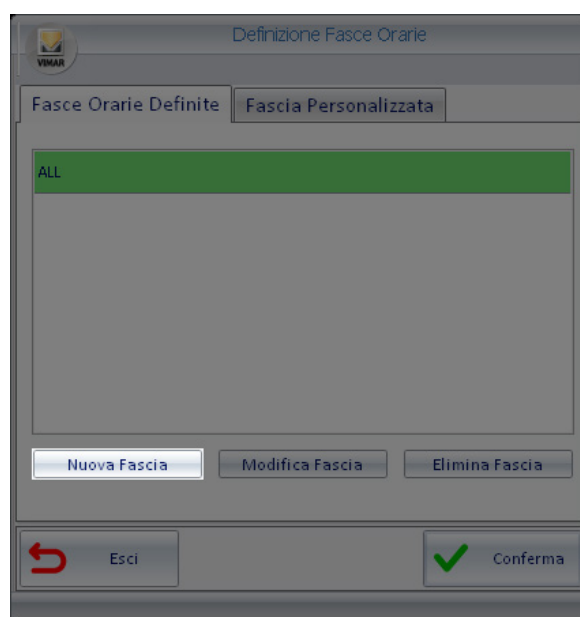 Definizione Fasce Orarie
VIMAR
Fasce Orarie Definite Fascia Personalizzata
ALL
Nuova Fascia Modifica Fascia Elimina Fascia
Esci Conferma